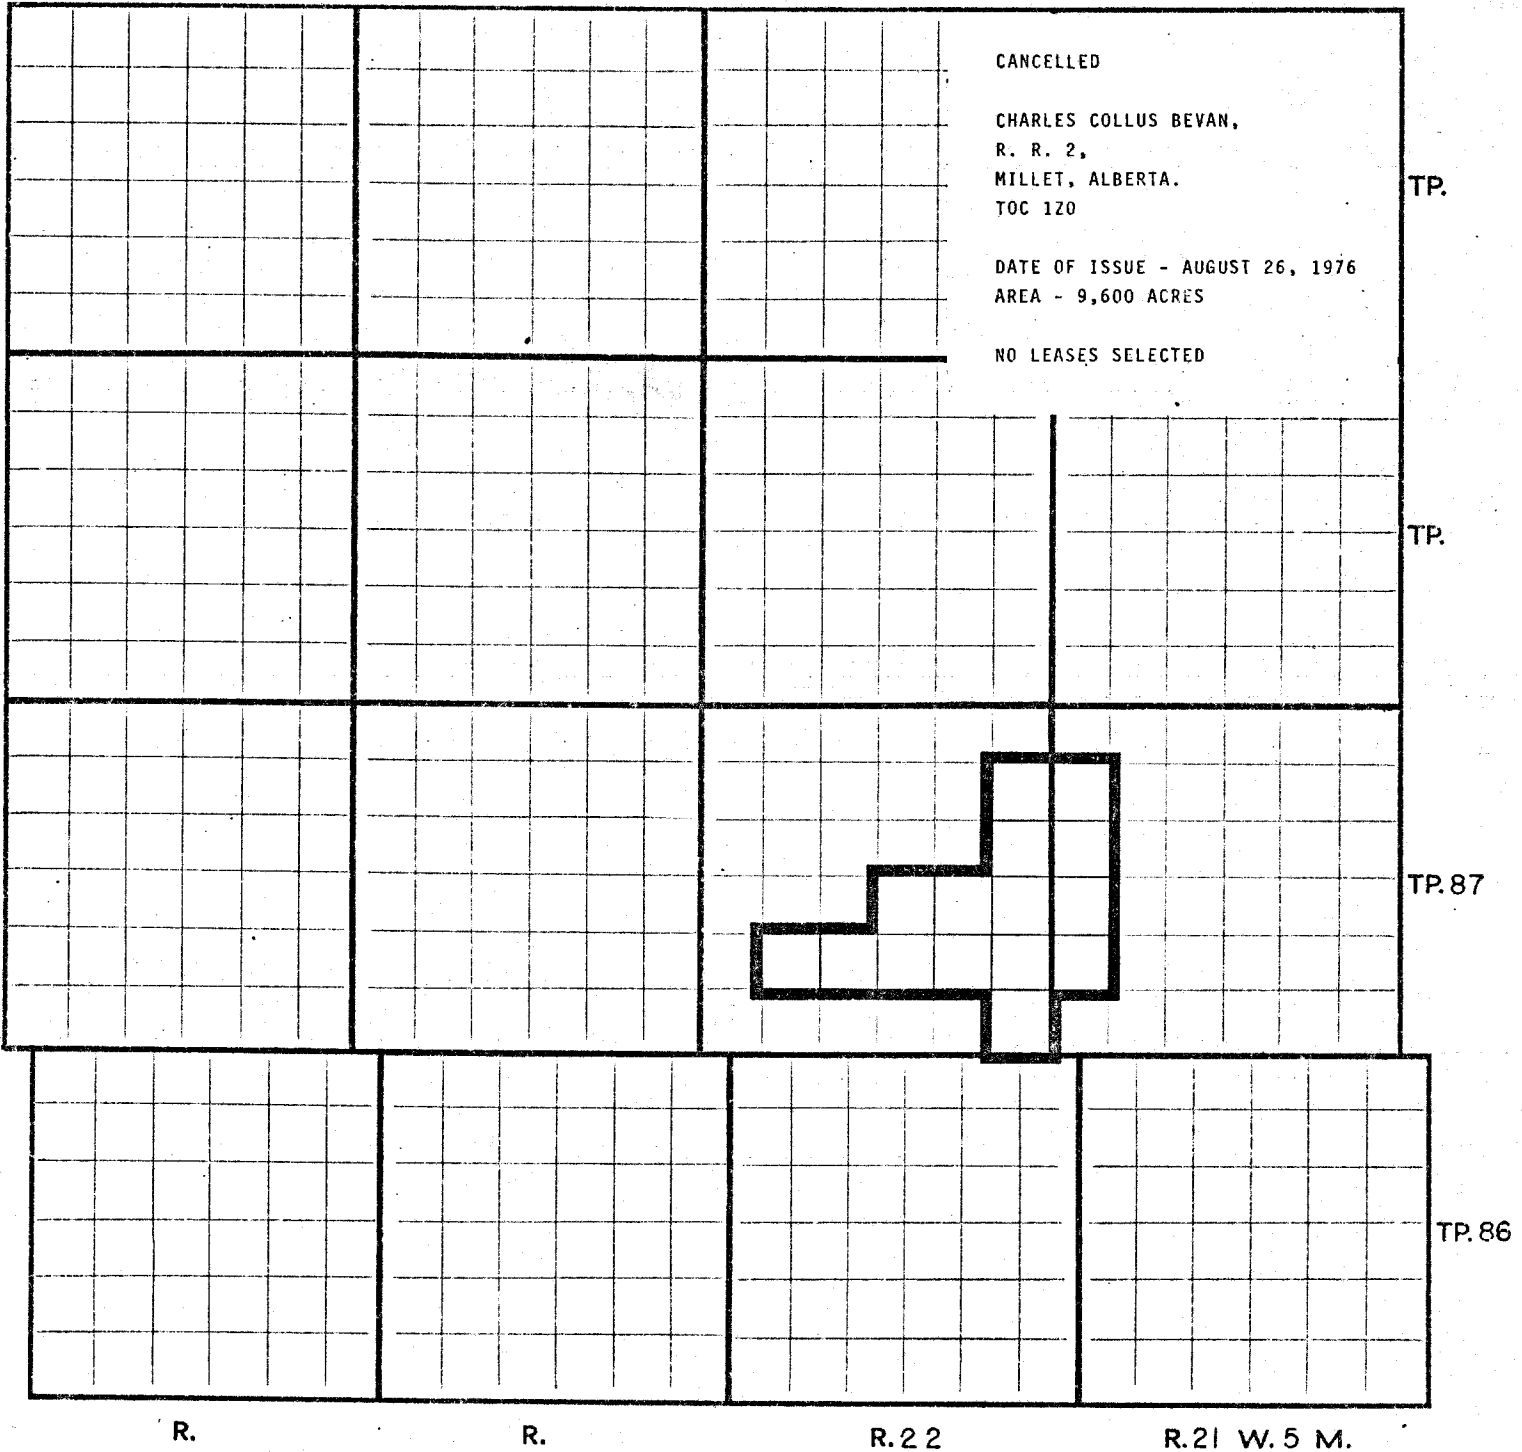 CANCELLED
CHARLES COLLUS BEVAN,
R. R. 2,
MILLET, ALBERTA.
TOC 1Z0
DATE OF ISSUE - AUGUST 26, 1976
AREA - 9,600 ACRES
NO LEASES SELECTED
TP.
TP.
TP. 87
TP. 86
R.
R.
R. 22
R. 21 W. 5 M.